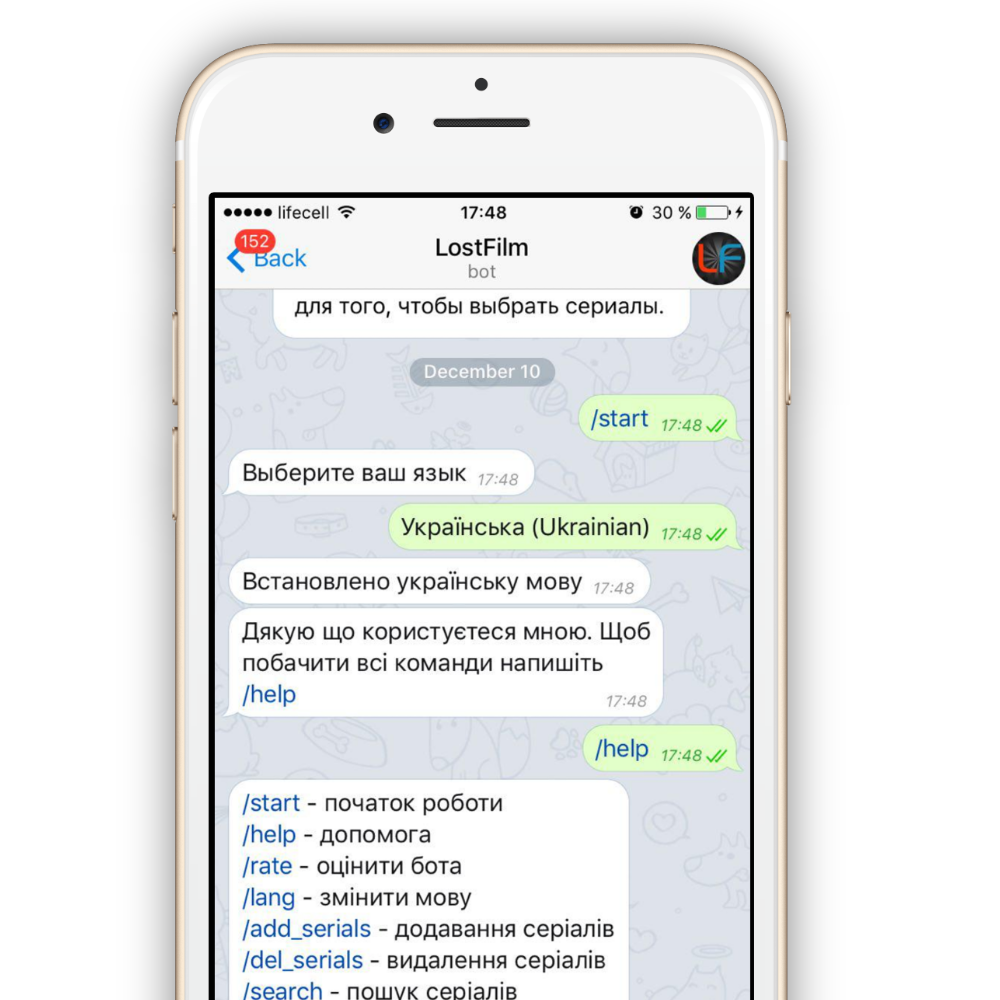 lifecell 17:48 30 %
152
Back
LostFilm
bot
LF
для того, чтобы выбрать сериалы.
December 10
/start 17:48
Выберите ваш язык 17:48
Українська (Ukrainian) 17:48
Встановлено українську мову 17:48
Дякую що користуєтеся мною. Щоб
побачити всі команди напишіть
/help 17:48
/help 17:48
/start - початок роботи
/help - допомога
/rate - оцінити бота
/lang - змінити мову
/add_serials - додавання серіалів
/del_serials - видалення серіалів
/search - пошук серіалів